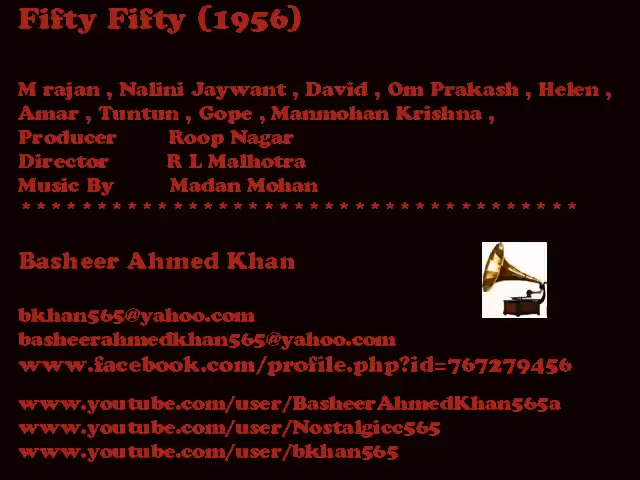 Fifty Fifty (1956)
M rajan , Nalini Jaywant , David , Om Prakash , Helen ,
Amar , Tuntun , Gope , Manmohan Krishna ,
Producer Roop Nagar
Director R L Malhotra
Music By Madan Mohan
* * * * * * * * * * * * * * * * * * * * * * * * * * * * * * * * * * * * *
Basheer Ahmed Khan
bkhan565@yahoo.com
basheerahmedkhan565@yahoo.com
www.facebook.com/profile.php?id=767279456
www.youtube.com/user/BasheerAhmedKhan565a
www.youtube.com/user/Nostalgicc565
www.youtube.com/user/bkhan565